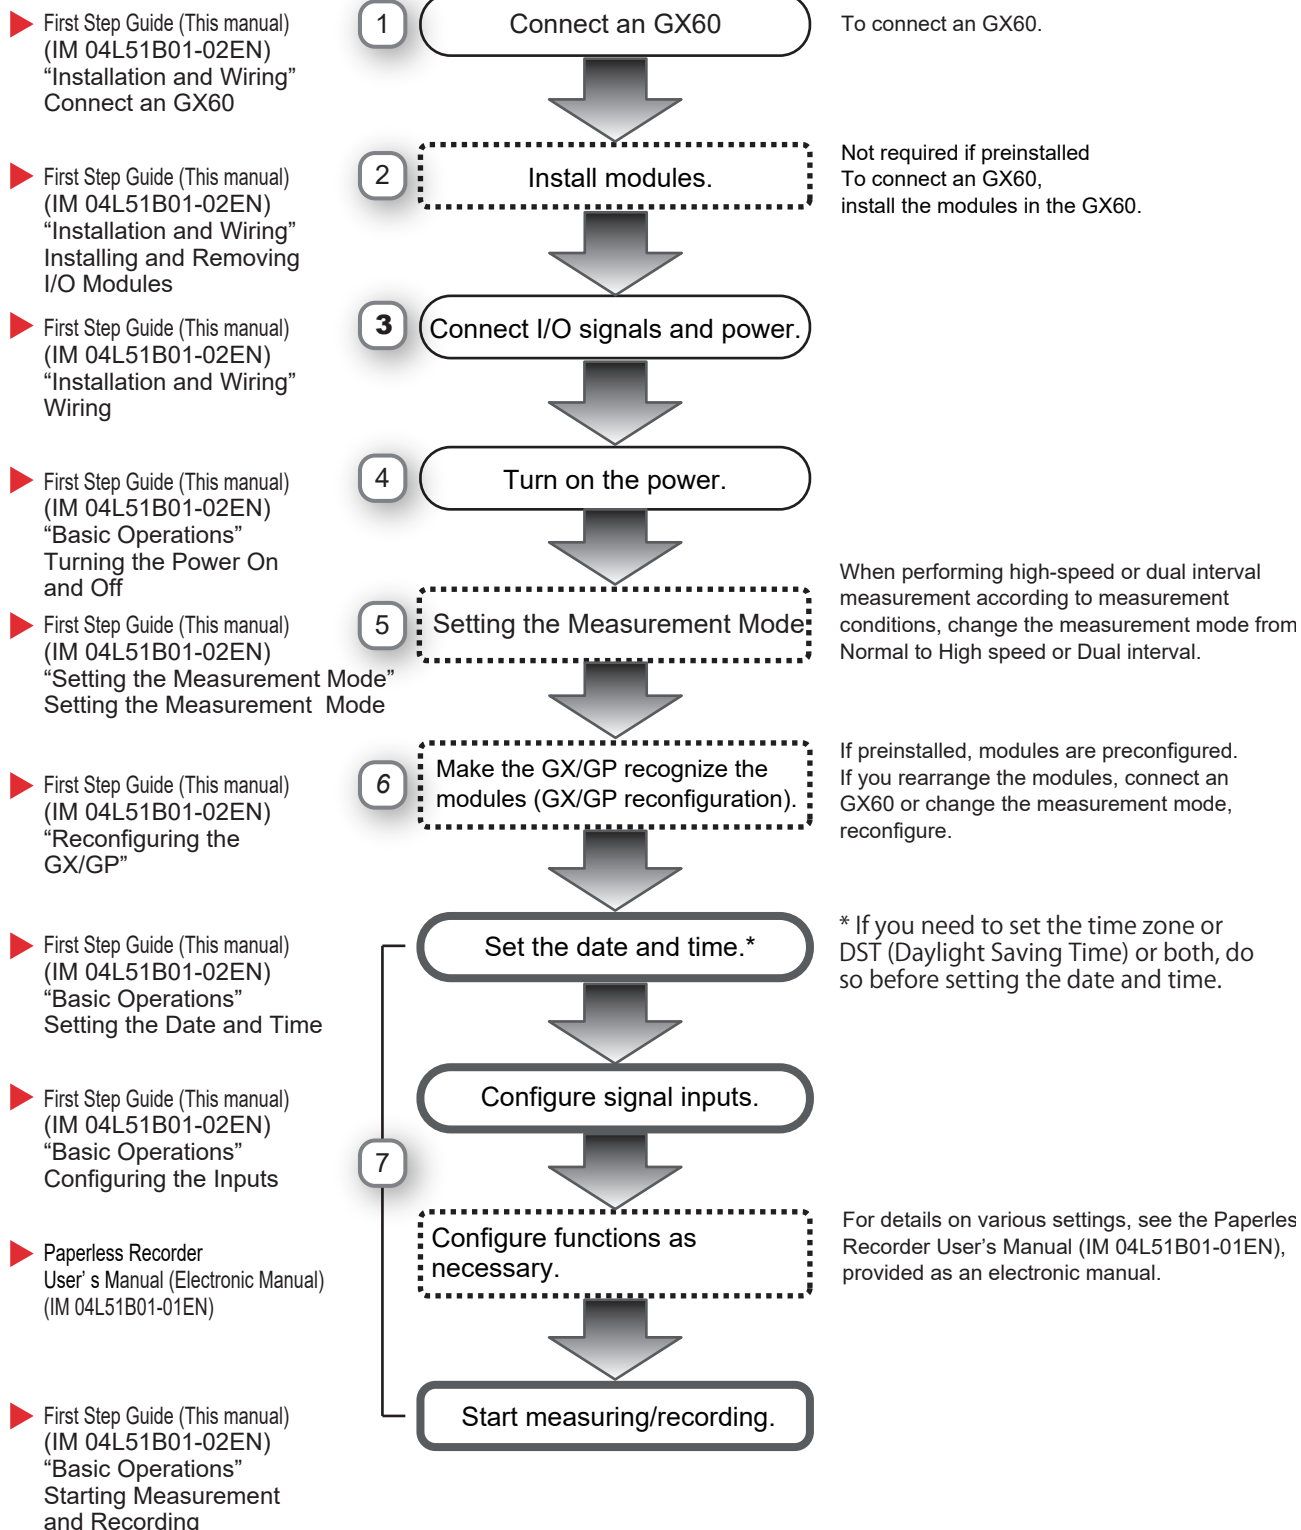 First Step Guide (This manual)
(IM 04L51B01-02EN)
“Installation and Wiring”
Connect an GX60
1
Connect an GX60
To connect an GX60.
First Step Guide (This manual)
(IM 04L51B01-02EN)
“Installation and Wiring”
Installing and Removing
I/O Modules
2
Install modules.
Not required if preinstalled
To connect an GX60,
install the modules in the GX60.
First Step Guide (This manual)
(IM 04L51B01-02EN)
“Installation and Wiring”
Wiring
3
Connect I/O signals and power.
First Step Guide (This manual)
(IM 04L51B01-02EN)
“Basic Operations”
Turning the Power On
and Off
4
Turn on the power.
First Step Guide (This manual)
(IM 04L51B01-02EN)
“Setting the Measurement Mode”
Setting the Measurement  Mode
5
Setting the Measurement Mode
When performing high-speed or dual interval
measurement according to measurement
conditions, change the measurement mode from
Normal to High speed or Dual interval.
First Step Guide (This manual)
(IM 04L51B01-02EN)
“Reconfiguring the
GX/GP”
6
Make the GX/GP recognize the
modules (GX/GP reconfiguration).
If preinstalled, modules are preconfigured.
If you rearrange the modules, connect an
GX60 or change the measurement mode,
reconfigure.
First Step Guide (This manual)
(IM 04L51B01-02EN)
“Basic Operations”
Setting the Date and Time
Set the date and time.*
* If you need to set the time zone or
DST (Daylight Saving Time) or both, do
so before setting the date and time.
First Step Guide (This manual)
(IM 04L51B01-02EN)
“Basic Operations”
Configuring the Inputs
Configure signal inputs.
7
Paperless Recorder
User’ s Manual (Electronic Manual)
(IM 04L51B01-01EN)
Configure functions as
necessary.
For details on various settings, see the Paperles
Recorder User’s Manual (IM 04L51B01-01EN),
provided as an electronic manual.
First Step Guide (This manual)
(IM 04L51B01-02EN)
“Basic Operations”
Starting Measurement
and Recording
Start measuring/recording.